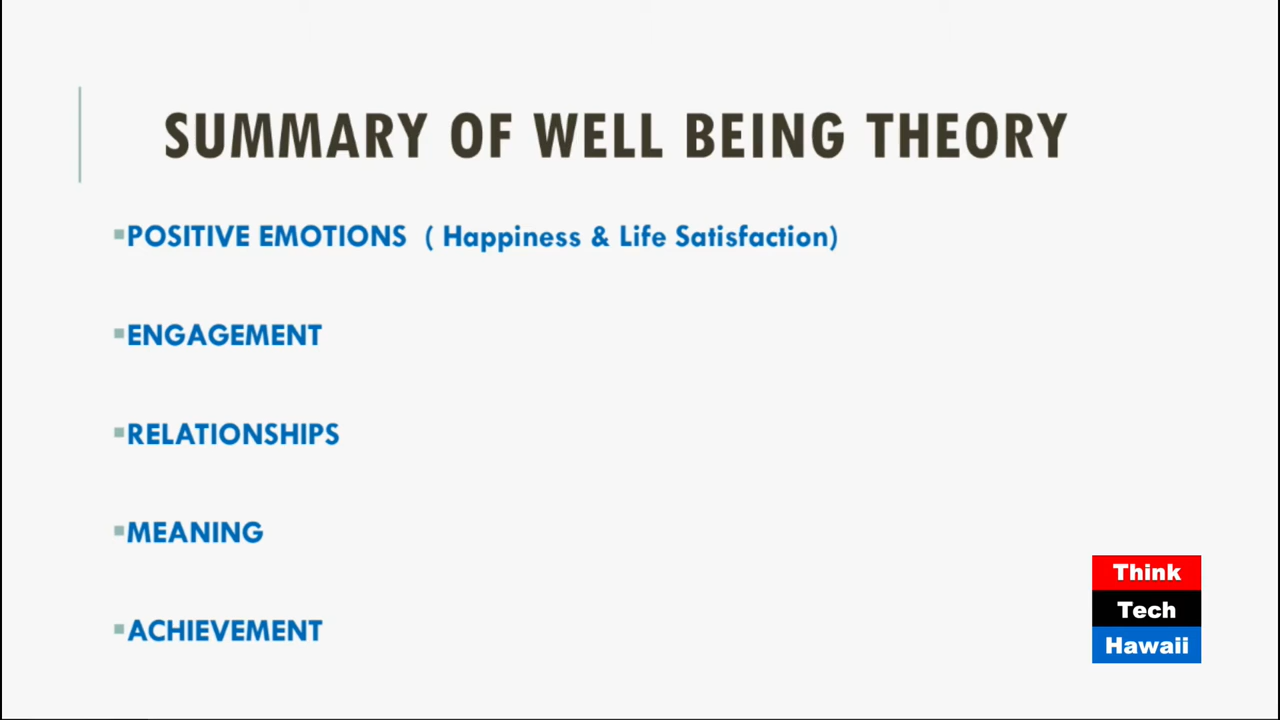 SUMMARY OF WELL BEING THEORY
▪POSITIVE EMOTIONS ( Happiness & Life Satisfaction)
▪ENGAGEMENT
▪RELATIONSHIPS
▪MEANING
▪ACHIEVEMENT
Think
Tech
Hawaii